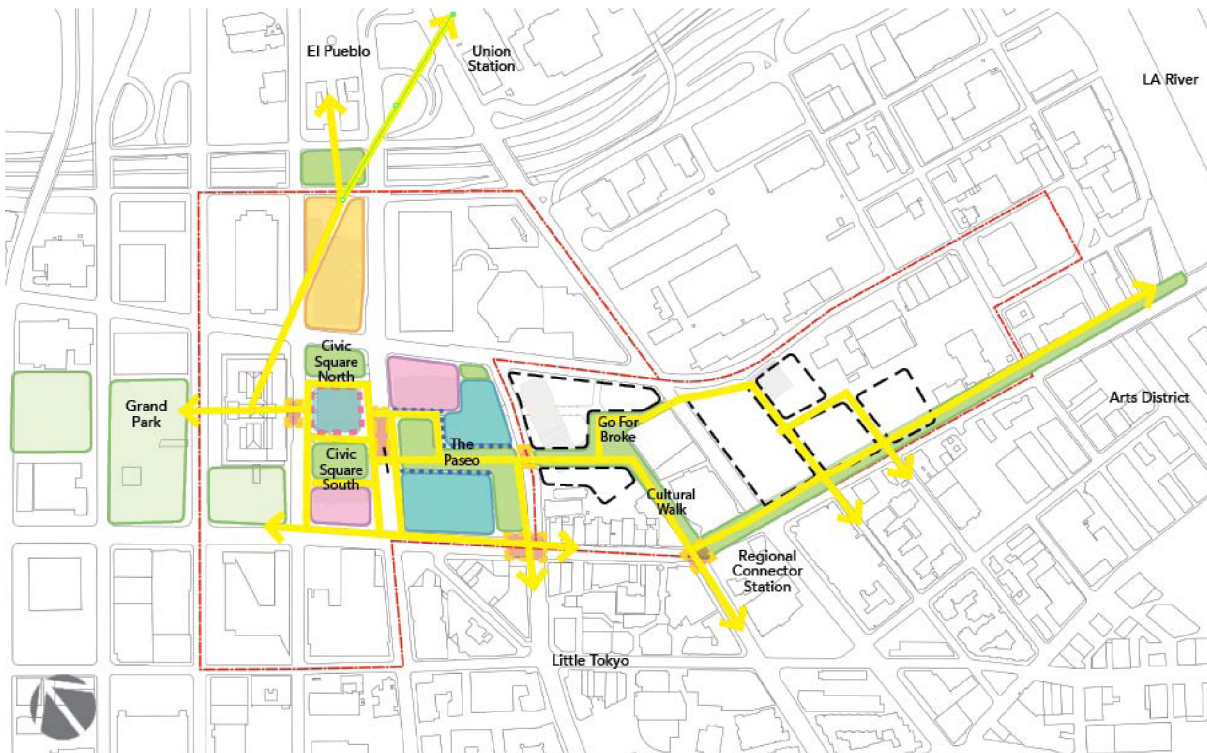 El Pueblo
Union
Station
LA River
Civic
Square
North
Grand
Park
Arts District
Go For
Broke
The
Paseo
Civic
Square
South
Cultural
Walk
Regional
Connector
Station
Little Tokyo